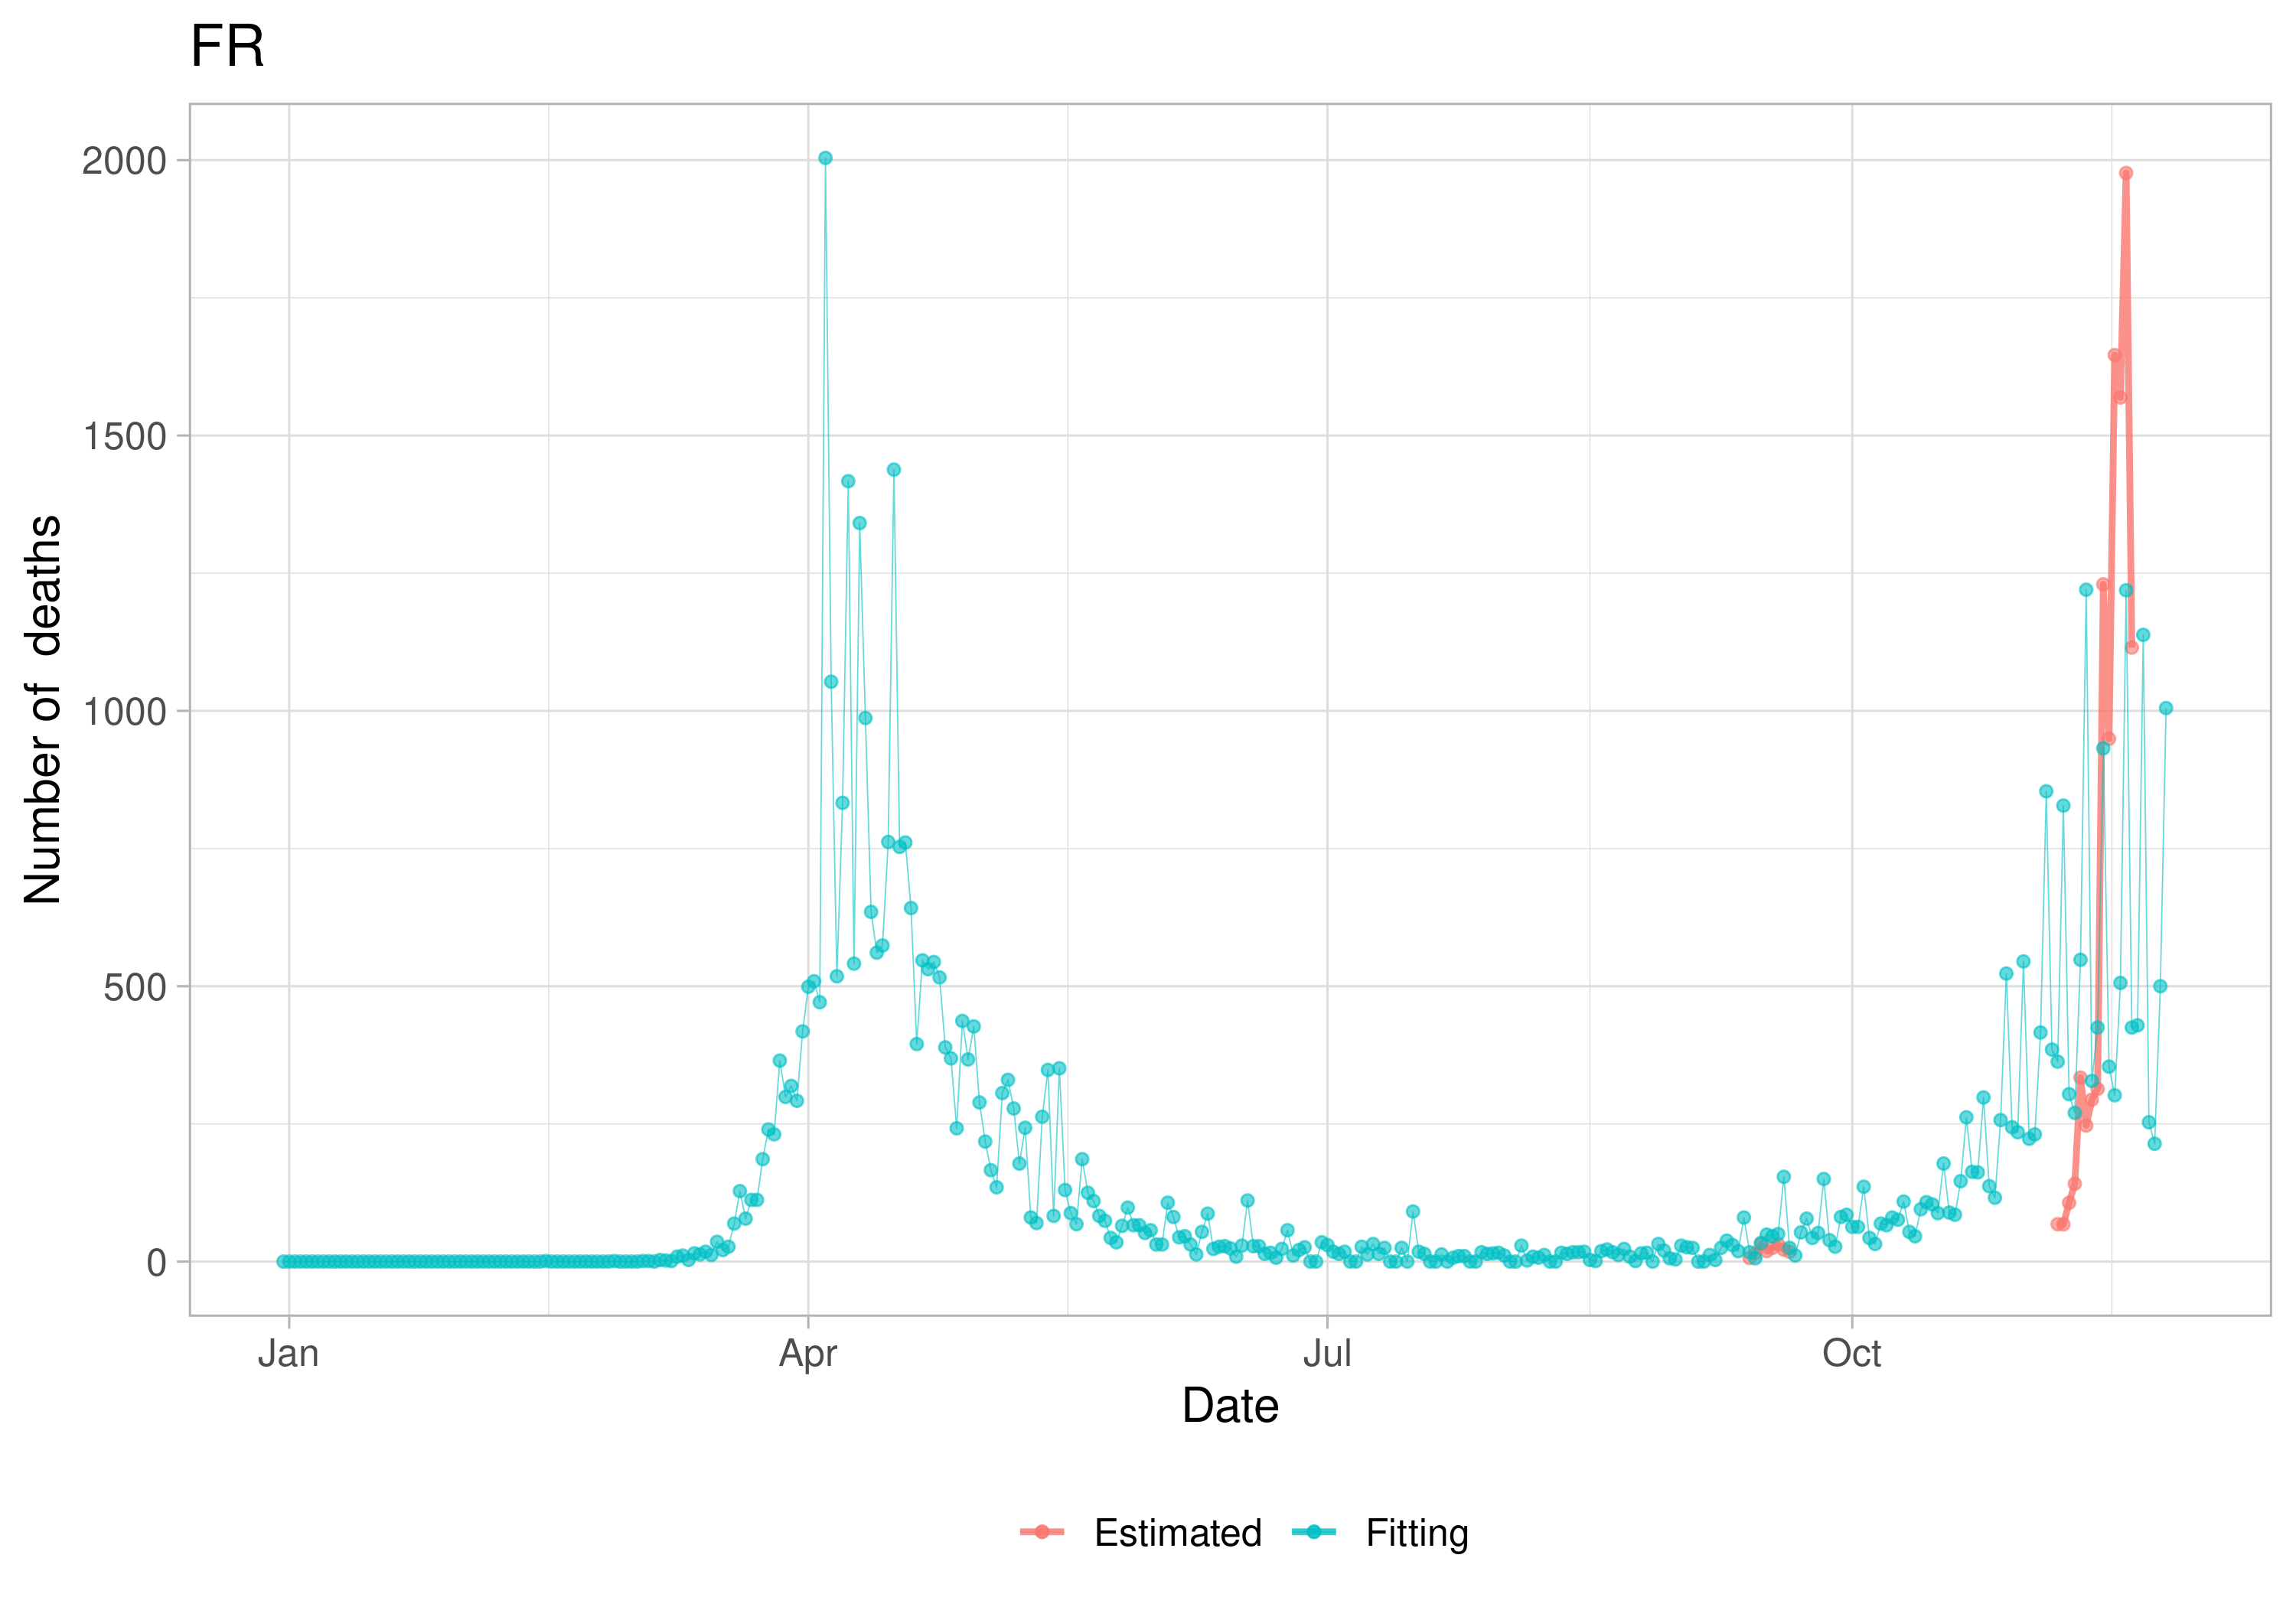 FR
2000
1500
1000
500
0
Number of  deaths
Jan Apr Jul Oct
Date
Estimated Fitting